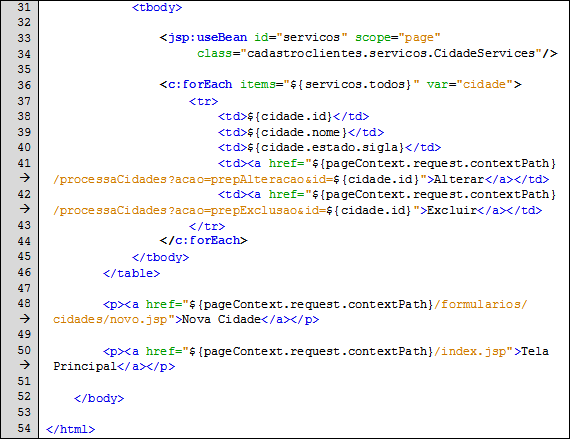 31 <tbody>
32
33 <jsp:useBean id="servicos" scope="page"
34 class="cadastroclientes.servicos.CidadeServices"/>
35
36 <c:forEach items="${servicos.todos}" var="cidade">
37 <tr>
38 <td>${cidade.id}</td>
39 <td>${cidade.nome}</td>
40 <td>${cidade.estado.sigla}</td>
41 <td><a href="${pageContext.request.contextPath}
→ /processaCidades?acao=prepAlteracao&id=${cidade.id}">Alterar</a></td>
42 <td><a href="${pageContext.request.contextPath}
→ /processaCidades?acao=prepExclusao&id=${cidade.id}">Excluir</a></td>
43 </tr>
44 </c:forEach>
45 </tbody>
46 </table>
47
48 <p><a href="${pageContext.request.contextPath}/formularios/
→ cidades/novo.jsp">Nova Cidade</a></p>
49
50 <p><a href="${pageContext.request.contextPath}/index.jsp">Tela
→ Principal</a></p>
51
52 </body>
53
54 </html>